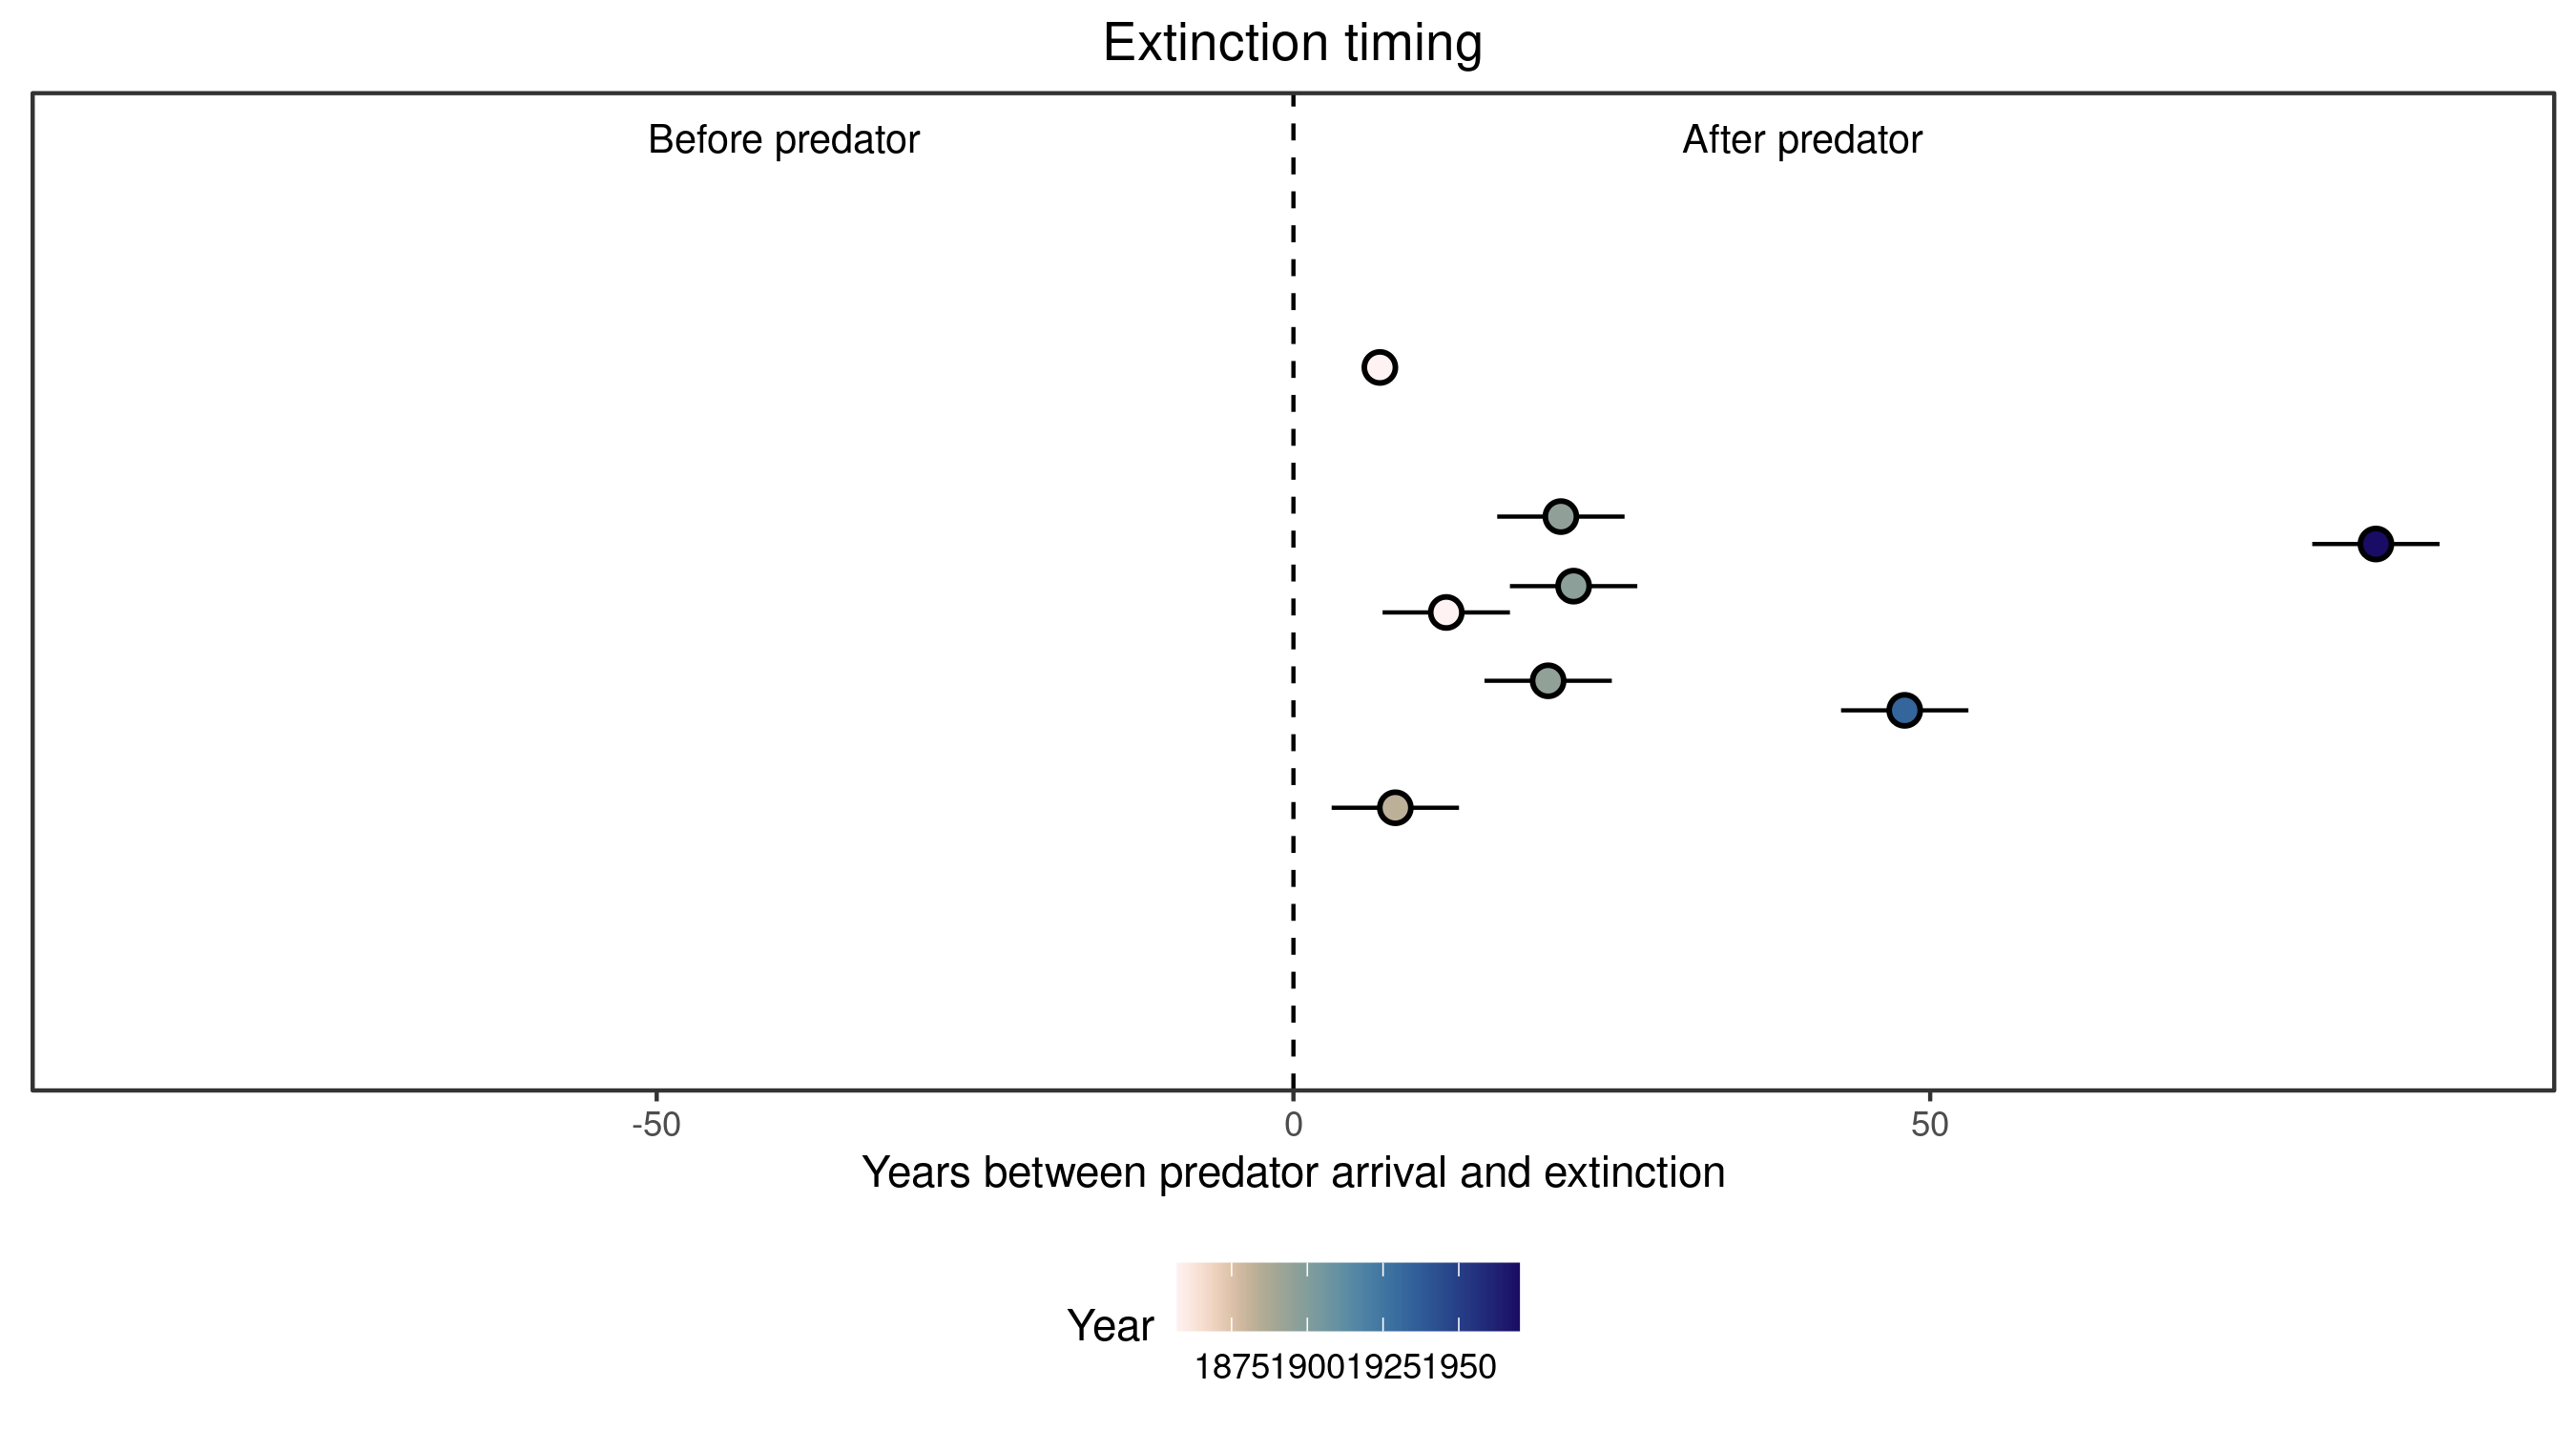 Extinction timing
Before predator
After predator
-50
0
50
Years between predator arrival and extinction
Year
1875190019251950